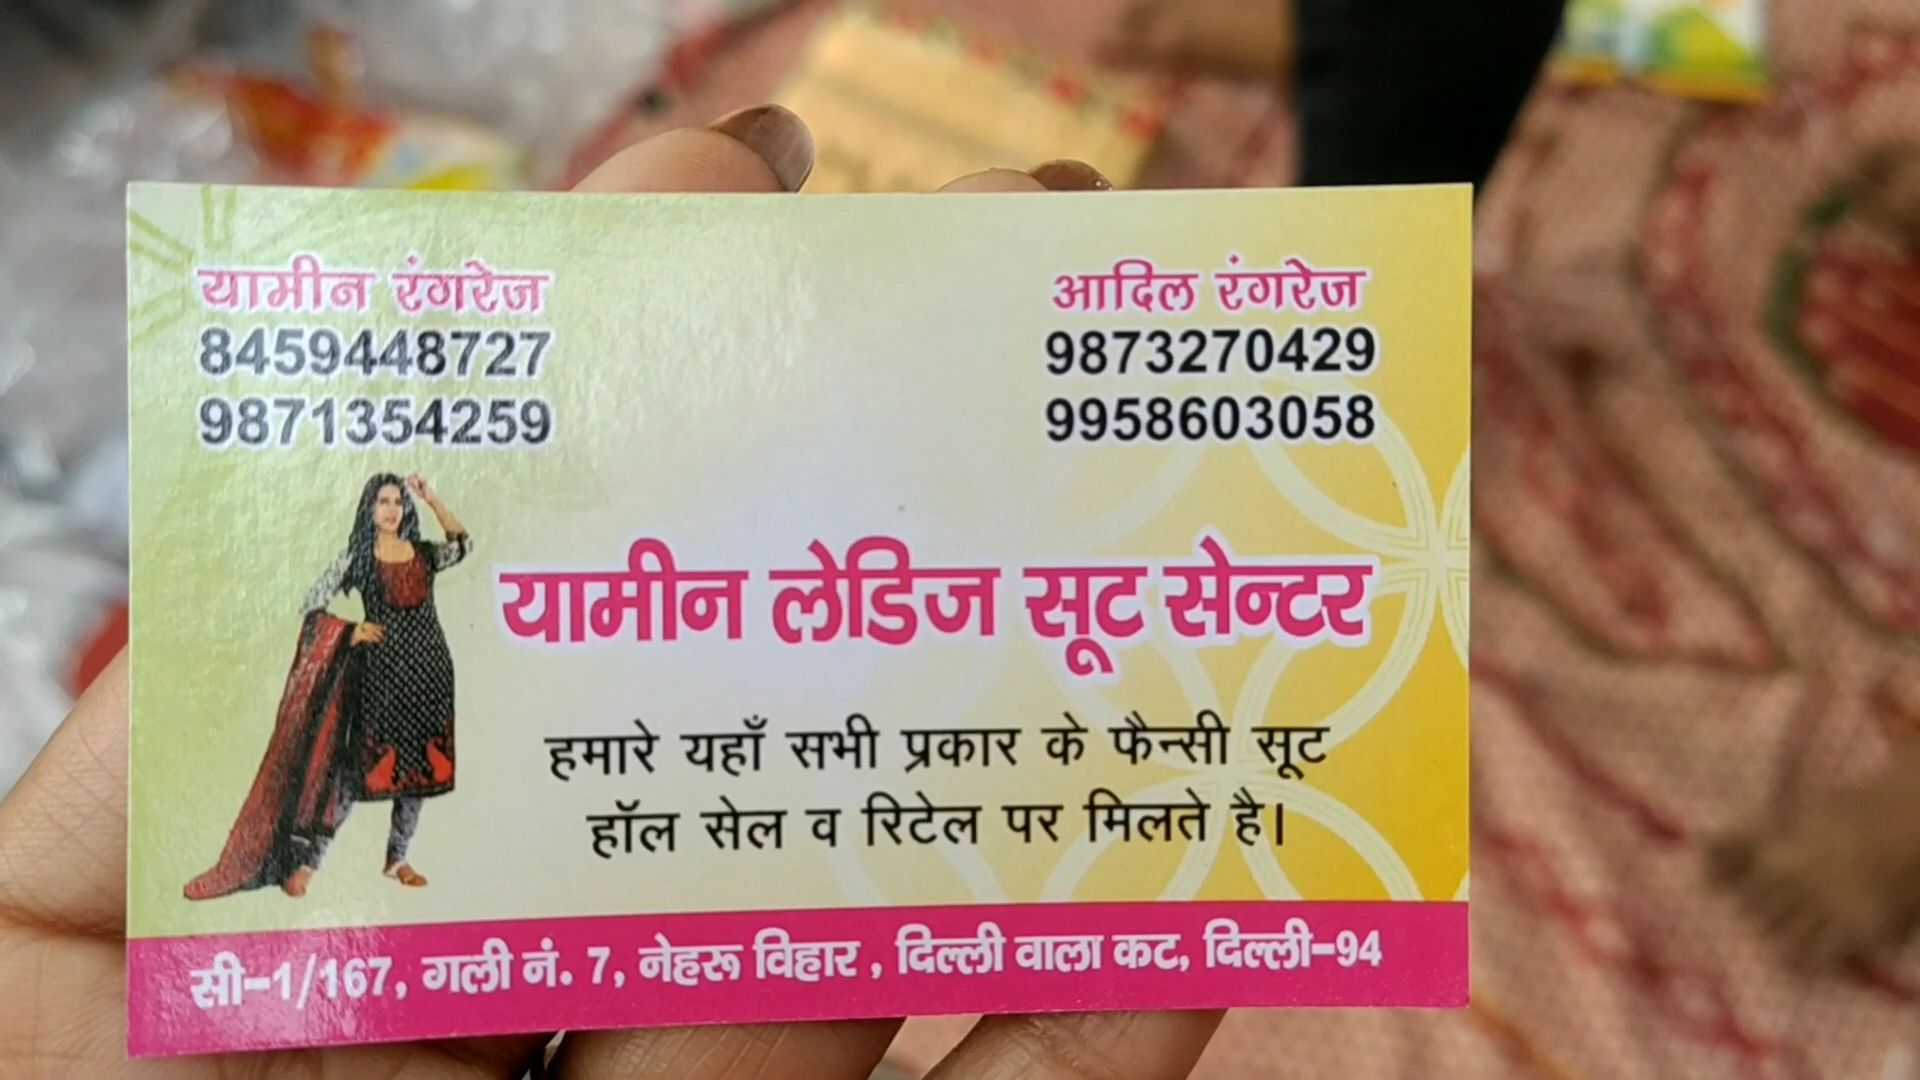 यामीन रंगरेज
8459448727
9871354259
आदिल रंगरेज
9873270429
9958603058
यामीन लेडिज सूट सेन्टर
हमारे यहाँ सभी प्रकार के फैन्सी सूट
हॉल सेल व रिटेल पर मिलते है।
सी-1/167, गली नं. 7, नेहरू विहार, दिल्ली वाला कट, दिल्ली-94